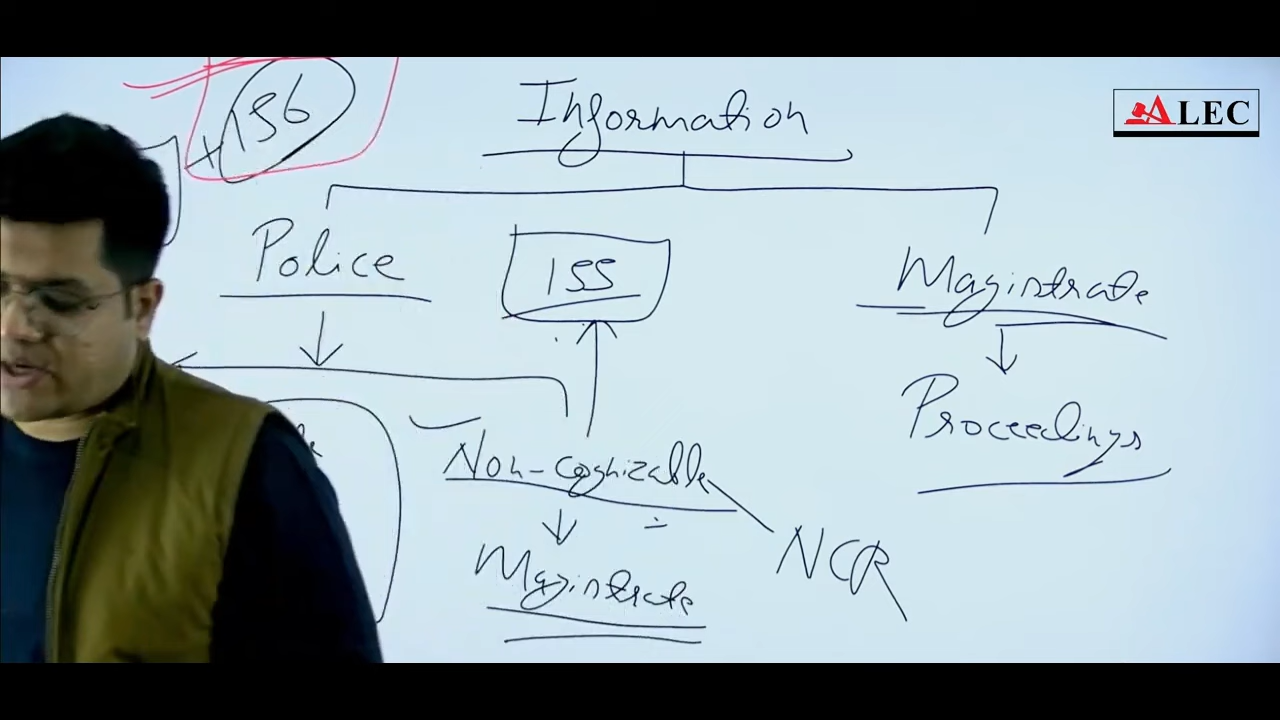 156
Information
ALEC
Police
155
Magistrate
Proceedings
Non-cognizable
NCR
Magistrate